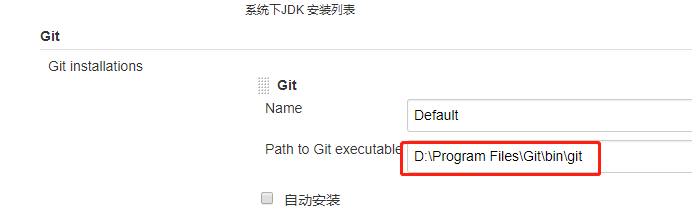 系统下JDK 安装列表
Git
Git installations
Git
Name
Default
Path to Git executable
D:\Program Files\Git\bin\git
自动安装